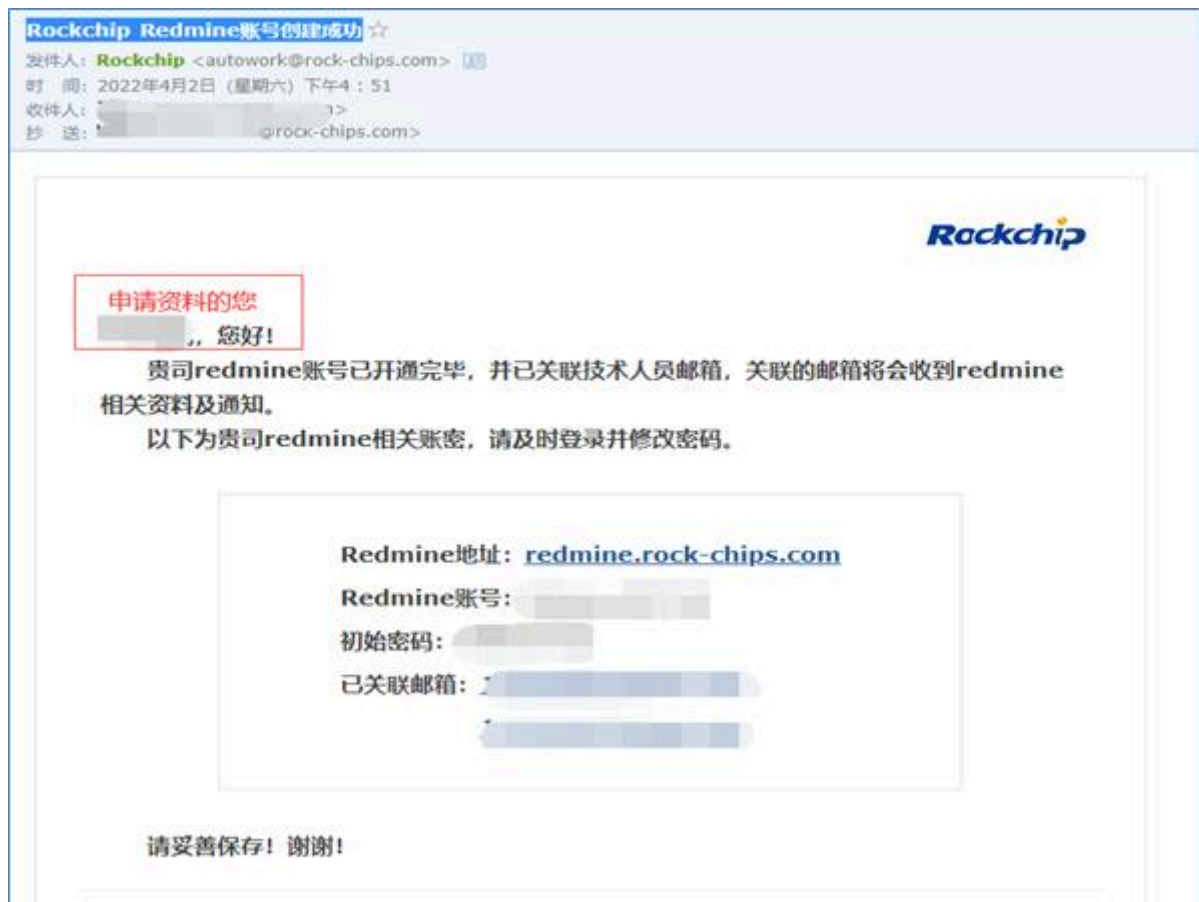 Rockchip Redmine账号创建成功☆
发件人：Rockchip <autowork@rock-chips.com>
时 间：2022年4月2日（星期六）下午4：51
收件人：
抄 送： @rock-chips.com>
Rockchip
申请资料的您
,, 您好！
贵司redmine账号已开通完毕，并已关联技术人员邮箱，关联的邮箱将会收到redmine
相关资料及通知。
以下为贵司redmine相关账密，请及时登录并修改密码。
Redmine地址：redmine.rock-chips.com
Redmine账号：
初始密码：
已关联邮箱：
请妥善保存！谢谢！